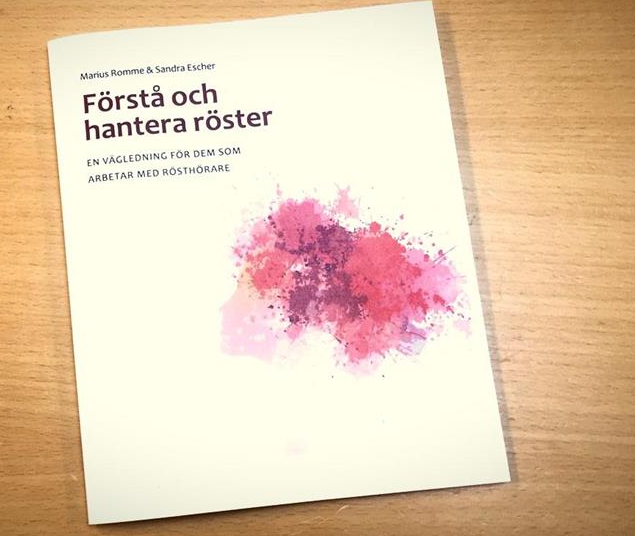 Marius Romme & Sandra Escher
Förstå och
hantera röster
EN VÄGLEDNING FÖR DEM SOM
ARBETAR MED RÖSTHÖRARE